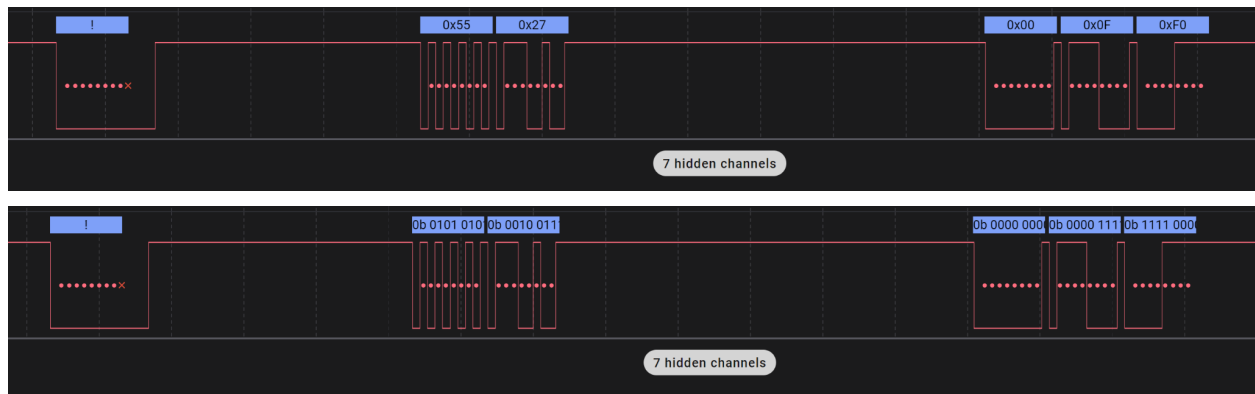 ! 0x55 0x27 0x00 0x0F 0xF0
7 hidden channels
! 0b 0101 010 0b 0010 011 0b 0000 000 0b 0000 111 0b 1111 000
7 hidden channels